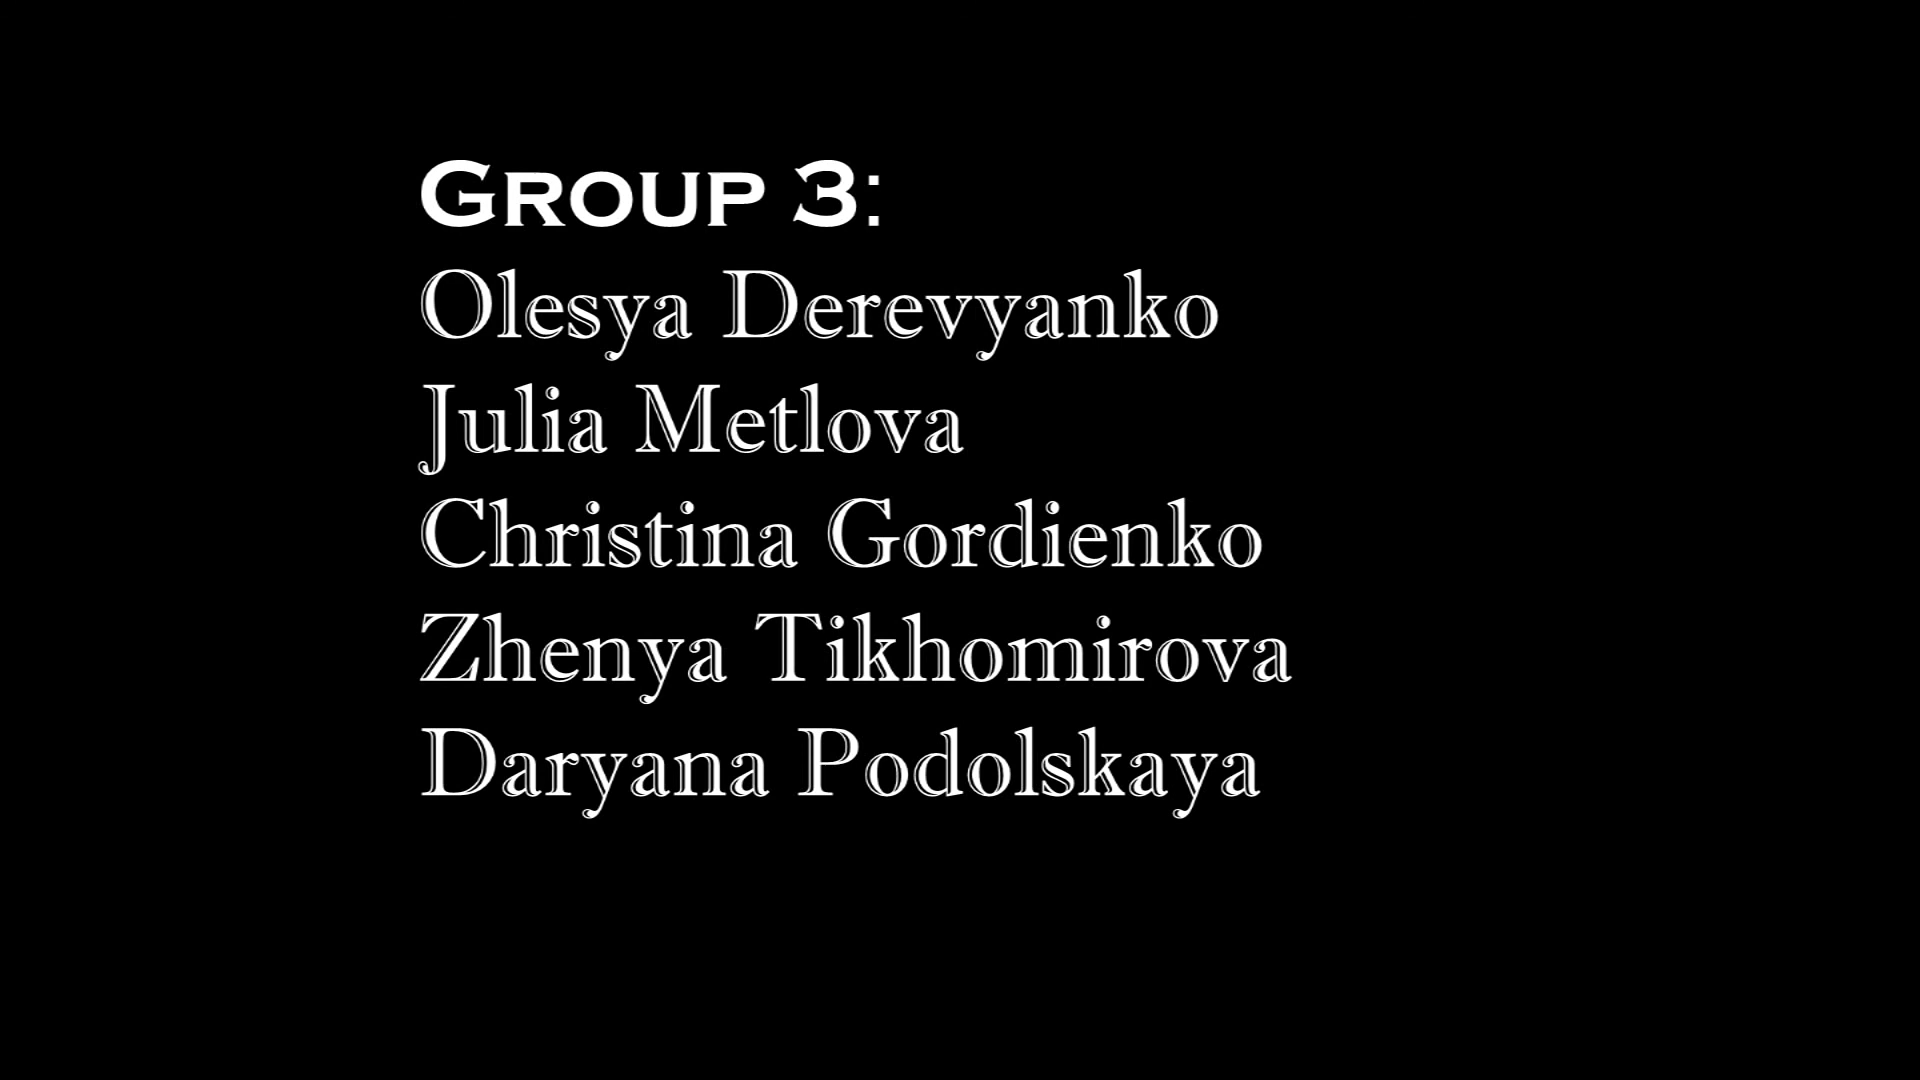 Group 3:
Olesya Derevyanko
Julia Metlova
Christina Gordienko
Zhenya Tikhomirova
Daryana Podolskaya